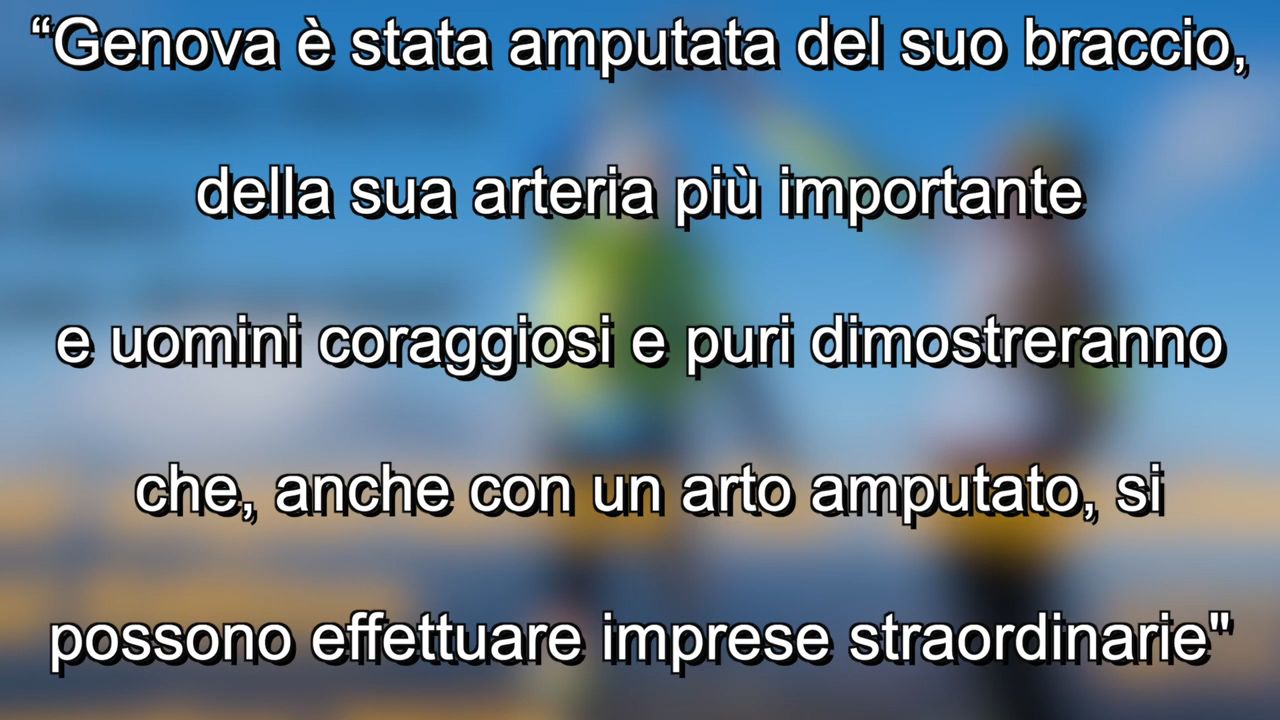 “Genova è stata amputata del suo braccio,
della sua arteria più importante
e uomini coraggiosi e puri dimostreranno
che, anche con un arto amputato, si
possono effettuare imprese straordinarie"